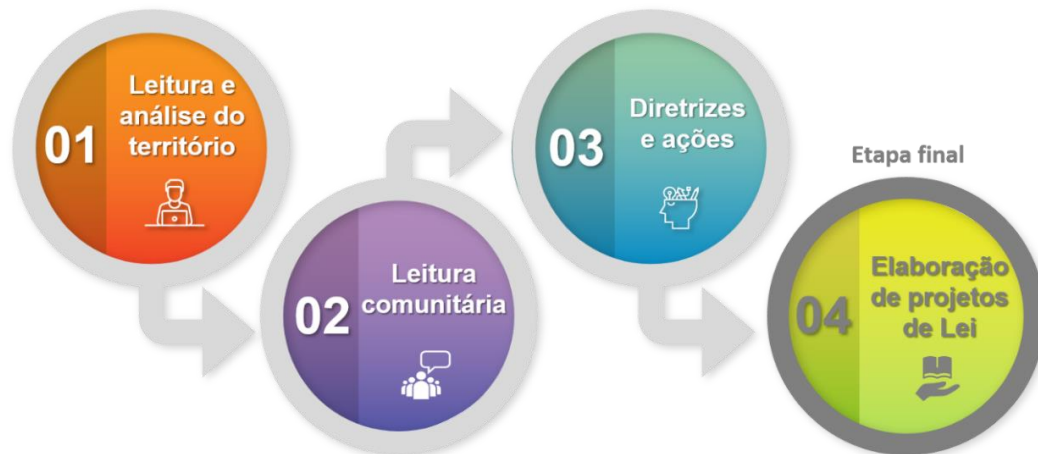 01
Leitura e
análise do
território
02
Leitura
comunitária
03
Diretrizes
e ações
Etapa final
04
Elaboração
de projetos
de Lei